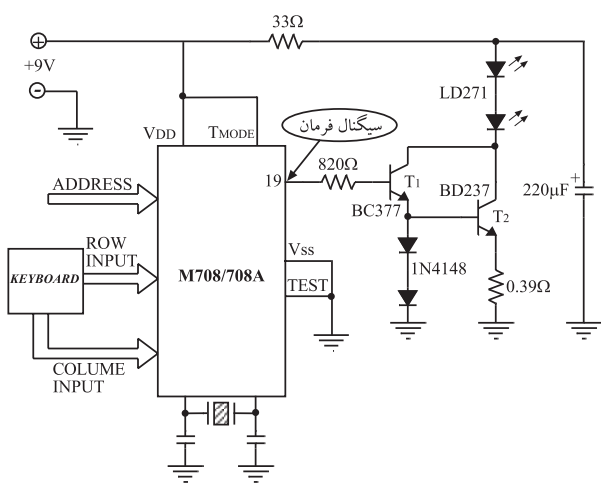 33Ω
+
+9V
−
VDD
TMODE
سیگنال فرمان
LD271
19
820Ω
T1
BC377
BD237
T2
220µF
+
ADDRESS
ROW
INPUT
KEYBOARD
M708/708A
VSS
TEST
1N4148
0.39Ω
COLUME
INPUT